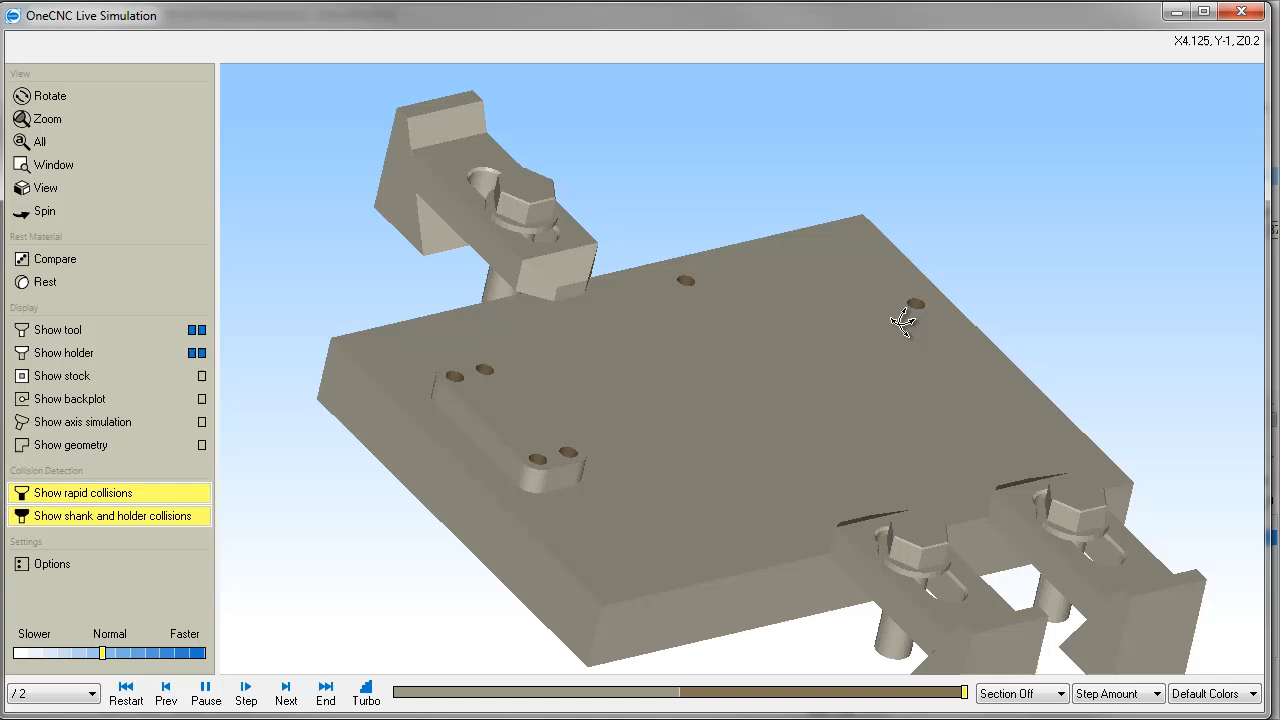 OneCNC Live Simulation
X4.125, Y-1, Z0.2
View
Rotate
Zoom
All
Window
View
Spin
Rest Material
Compare
Rest
Display
Show tool
Show holder
Show stock
Show backplot
Show axis simulation
Show geometry
Collision Detection
Show rapid collisions
Show shank and holder collisions
Settings
Options
Slower Normal Faster
/ 2
Restart Prev Pause Step Next End Turbo
Section Off Step Amount Default Colors